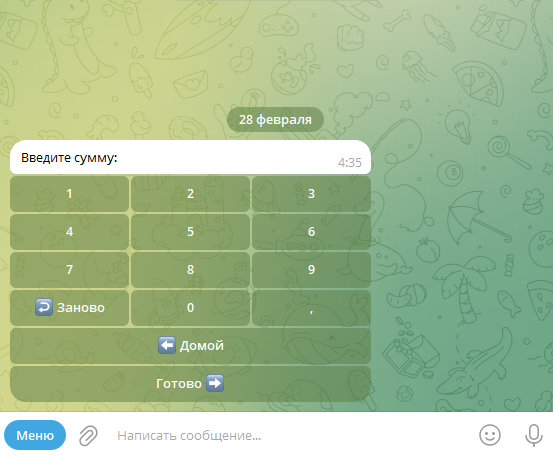 28 февраля
Введите сумму:
4:35
1 2 3
4 5 6
7 8 9
Заново 0 ,
Домой
Готово
Меню Написать сообщение...